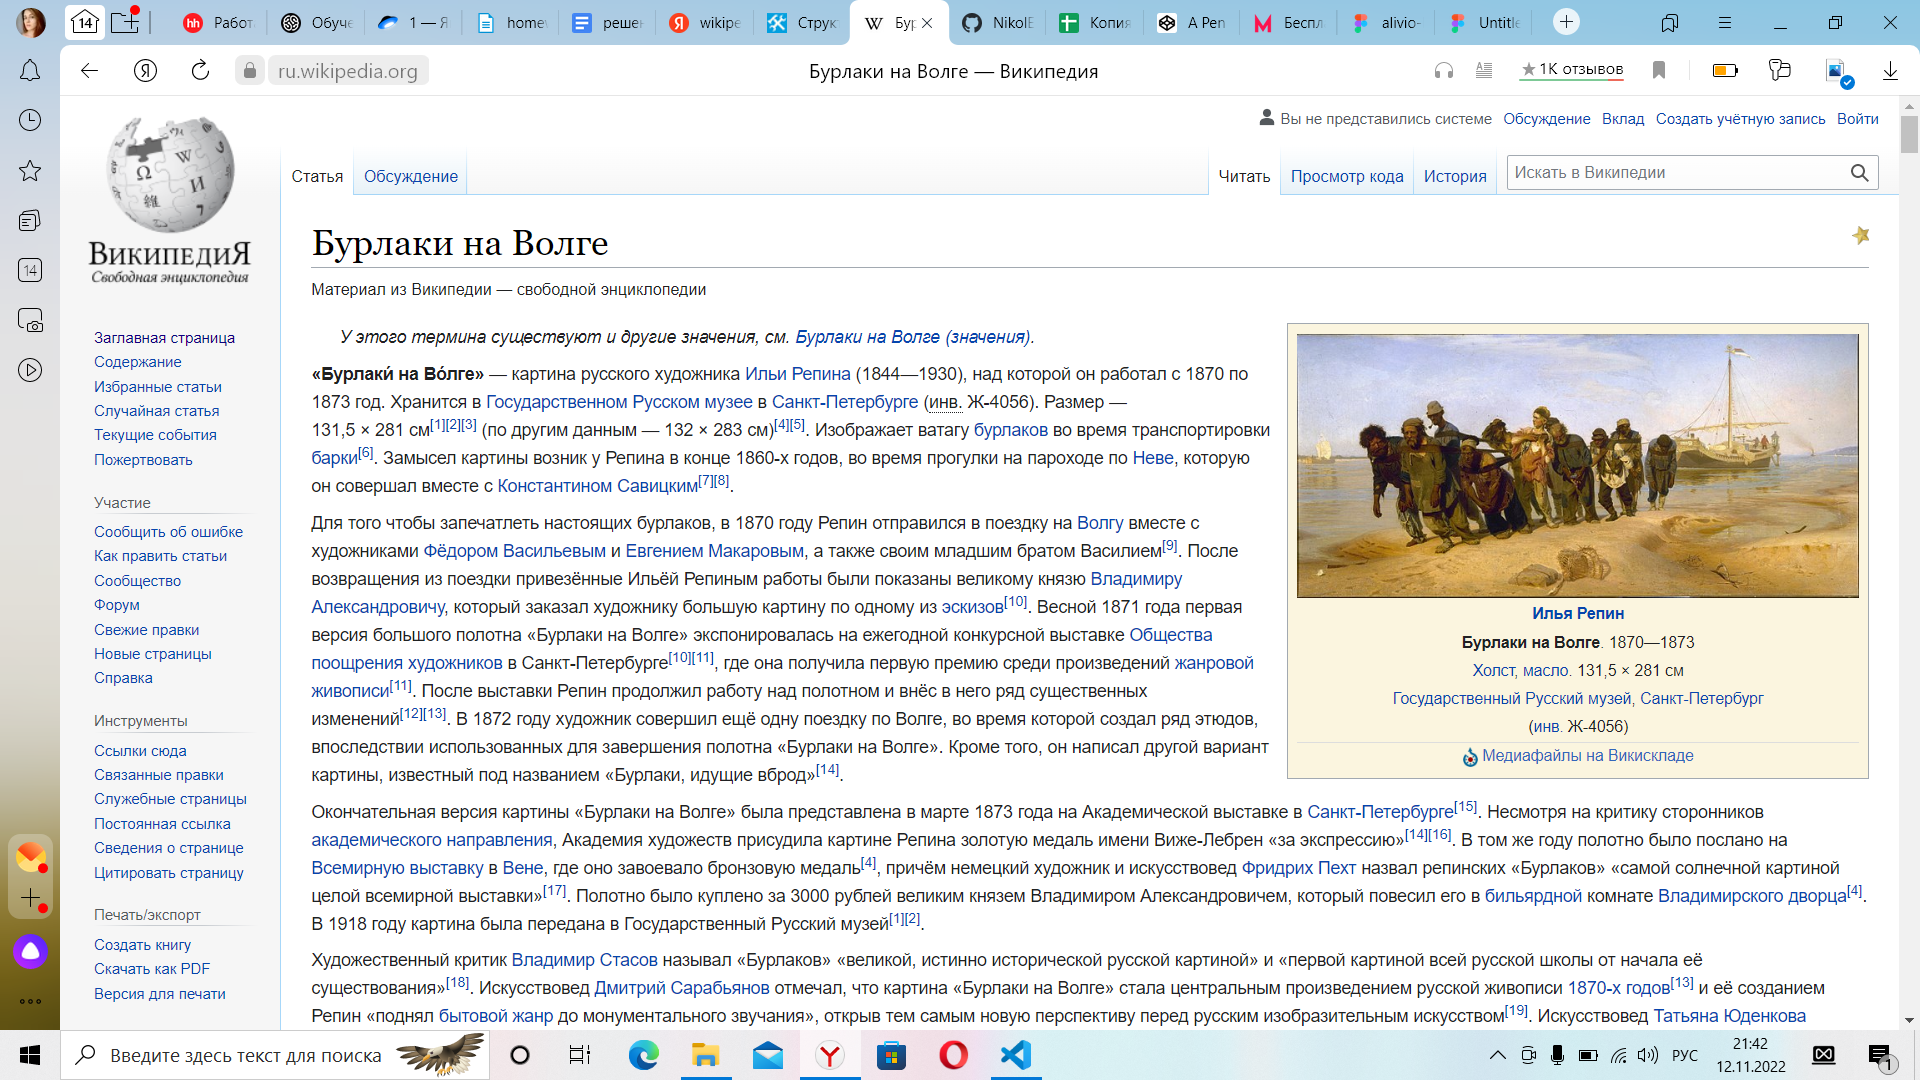 14
Работ
Обуче
1 — Я
homew
решен
wikipe
Струк
Бур
NikolE
Копия
A Pen
Беспл
alivio-
Untitle
ru.wikipedia.org
Бурлаки на Волге — Википедия
1К отзывов
14
ВикипедиЯ
Свободная энциклопедия
Вы не представились системе Обсуждение Вклад Создать учётную запись Войти
Статья Обсуждение
Читать Просмотр кода История Искать в Википедии
Заглавная страница
Содержание
Избранные статьи
Случайная статья
Текущие события
Пожертвовать
Участие
Сообщить об ошибке
Как править статьи
Сообщество
Форум
Свежие правки
Новые страницы
Справка
Инструменты
Ссылки сюда
Связанные правки
Служебные страницы
Постоянная ссылка
Сведения о странице
Цитировать страницу
Печать/экспорт
Создать книгу
Скачать как PDF
Версия для печати
Бурлаки на Волге
Материал из Википедии — свободной энциклопедии
У этого термина существуют и другие значения, см. Бурлаки на Волге (значения).
«Бурлаки́ на Во́лге» — картина русского художника Ильи Репина (1844—1930), над которой он работал с 1870 по
1873 год. Хранится в Государственном Русском музее в Санкт-Петербурге (инв. Ж-4056). Размер —
131,5 × 281 см[1][2][3] (по другим данным — 132 × 283 см)[4][5]. Изображает ватагу бурлаков во время транспортировки
барки[6]. Замысел картины возник у Репина в конце 1860-х годов, во время прогулки на пароходе по Неве, которую
он совершал вместе с Константином Савицким[7][8].
Для того чтобы запечатлеть настоящих бурлаков, в 1870 году Репин отправился в поездку на Волгу вместе с
художниками Фёдором Васильевым и Евгением Макаровым, а также своим младшим братом Василием[9]. После
возвращения из поездки привезённые Ильёй Репиным работы были показаны великому князю Владимиру
Александровичу, который заказал художнику большую картину по одному из эскизов[10]. Весной 1871 года первая
версия большого полотна «Бурлаки на Волге» экспонировалась на ежегодной конкурсной выставке Общества
поощрения художников в Санкт-Петербурге[10][11], где она получила первую премию среди произведений жанровой
живописи[11]. После выставки Репин продолжил работу над полотном и внёс в него ряд существенных
изменений[12][13]. В 1872 году художник совершил ещё одну поездку по Волге, во время которой создал ряд этюдов,
впоследствии использованных для завершения полотна «Бурлаки на Волге». Кроме того, он написал другой вариант
картины, известный под названием «Бурлаки, идущие вброд»[14].
Илья Репин
Бурлаки на Волге. 1870—1873
Холст, масло. 131,5 × 281 см
Государственный Русский музей, Санкт-Петербург
(инв. Ж-4056)
Медиафайлы на Викискладе
Окончательная версия картины «Бурлаки на Волге» была представлена в марте 1873 года на Академической выставке в Санкт-Петербурге[15]. Несмотря на критику сторонников
академического направления, Академия художеств присудила картине Репина золотую медаль имени Виже-Лебрен «за экспрессию»[14][16]. В том же году полотно было послано на
Всемирную выставку в Вене, где оно завоевало бронзовую медаль[4], причём немецкий художник и искусствовед Фридрих Пехт назвал репинских «Бурлаков» «самой солнечной картиной
целой всемирной выставки»[17]. Полотно было куплено за 3000 рублей великим князем Владимиром Александровичем, который повесил его в бильярдной комнате Владимирского дворца[4].
В 1918 году картина была передана в Государственный Русский музей[1][2].
Художественный критик Владимир Стасов называл «Бурлаков» «великой, истинно исторической русской картиной» и «первой картиной всей русской школы от начала её
существования»[18]. Искусствовед Дмитрий Сарабьянов отмечал, что картина «Бурлаки на Волге» стала центральным произведением русской живописи 1870-х годов[13] и её созданием
Репин «поднял бытовой жанр до монументального звучания», открыв тем самым новую перспективу перед русским изобразительным искусством[19]. Искусствовед Татьяна Юденкова
Введите здесь текст для поиска
РУС
21:42
12.11.2022
1